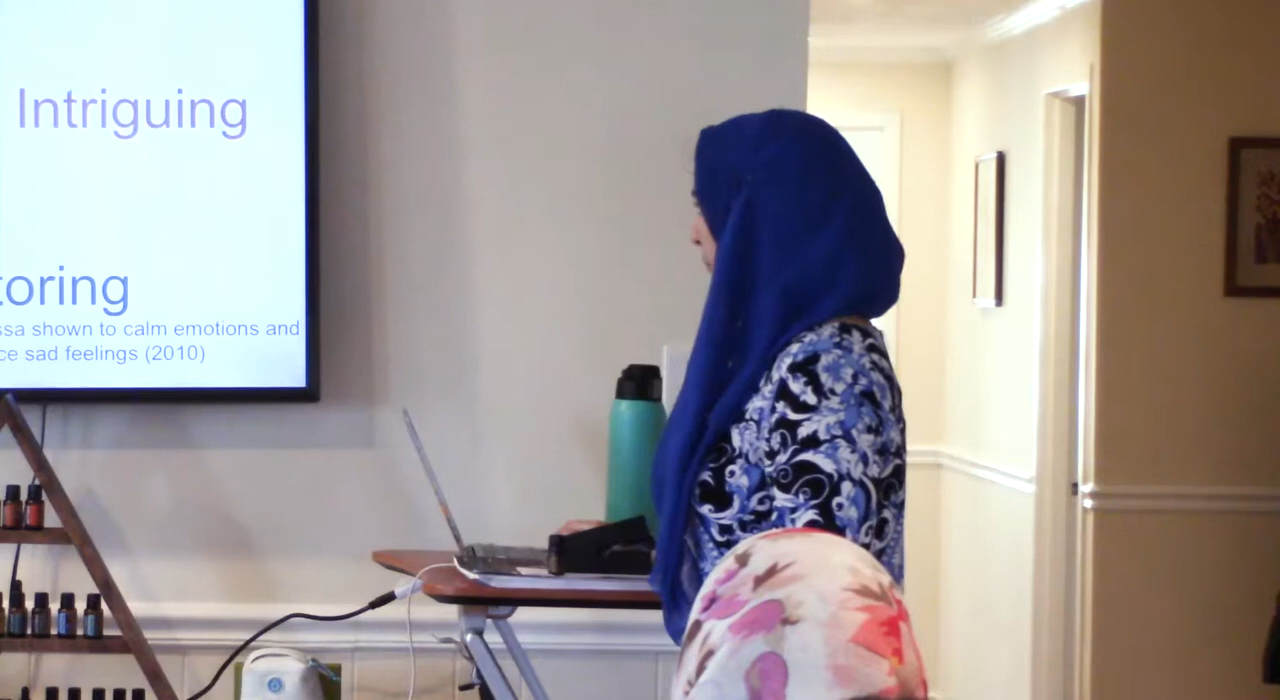 Intriguing
toring
ssa shown to calm emotions and
ce sad feelings (2010)